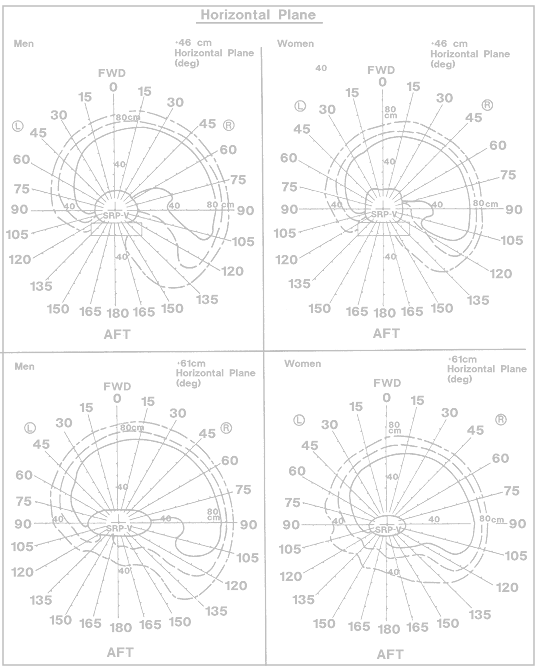 Horizontal Plane
Men
·46 cm
Horizontal Plane
(deg)
FWD
0
15 15
30 30
Ⓛ Ⓡ
45 45
60 60
75 75
90 90
105 105
120 120
135 135
150 165 180 165 150
AFT
80cm
40
40 40 80 cm
SRP-V
40
Women
·46 cm
Horizontal Plane
(deg)
40
FWD
0
15 15
30 30
Ⓛ Ⓡ
45 45
60 60
75 75
90 90
105 105
120 120
135 135
150 165 180 165 150
AFT
80
cm
40
40 40 80cm
SRP-V
40
Men
·61cm
Horizontal Plane
(deg)
FWD
0
15 15
30 30
Ⓛ Ⓡ
45 45
60 60
75 75
90 90
105 105
120 120
135 135
150 165 180 165 150
AFT
80cm
40
40 40 80
cm
SRP-V
40
Women
·61cm
Horizontal Plane
(deg)
FWD
0
15 15
30 30
Ⓛ Ⓡ
45 45
60 60
75 75
90 90
105 105
120 120
135 135
150 165 180 165 150
AFT
80
cm
40
40 40 80cm
SRP-V
40